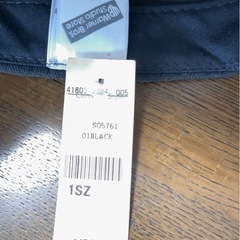 Warner Bros
Studio Store
S05761
01BLACK
1SZ